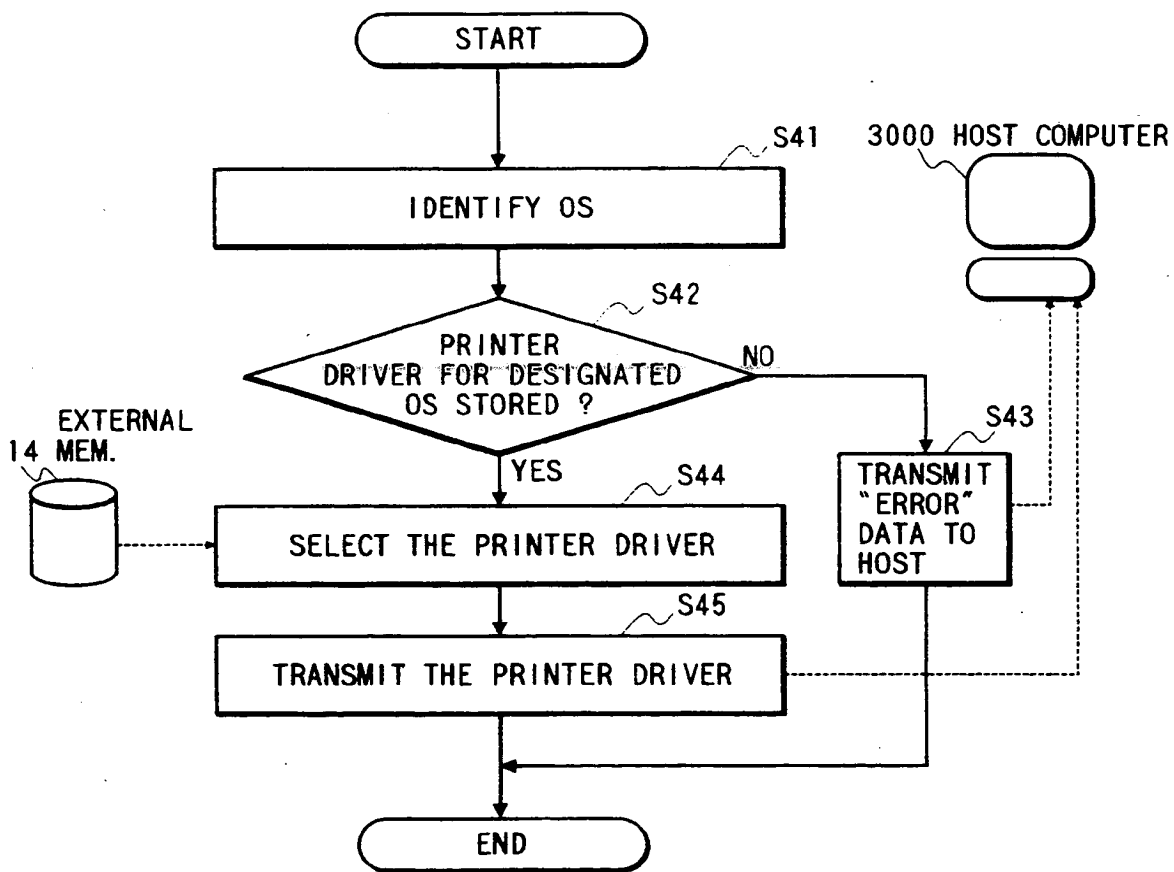 START
S41
3000 HOST COMPUTER
IDENTIFY OS
S42
PRINTER
DRIVER FOR DESIGNATED
OS STORED ?
NO
YES
EXTERNAL
14 MEM.
S43
TRANSMIT
"ERROR"
DATA TO
HOST
S44
SELECT THE PRINTER DRIVER
S45
TRANSMIT THE PRINTER DRIVER
END